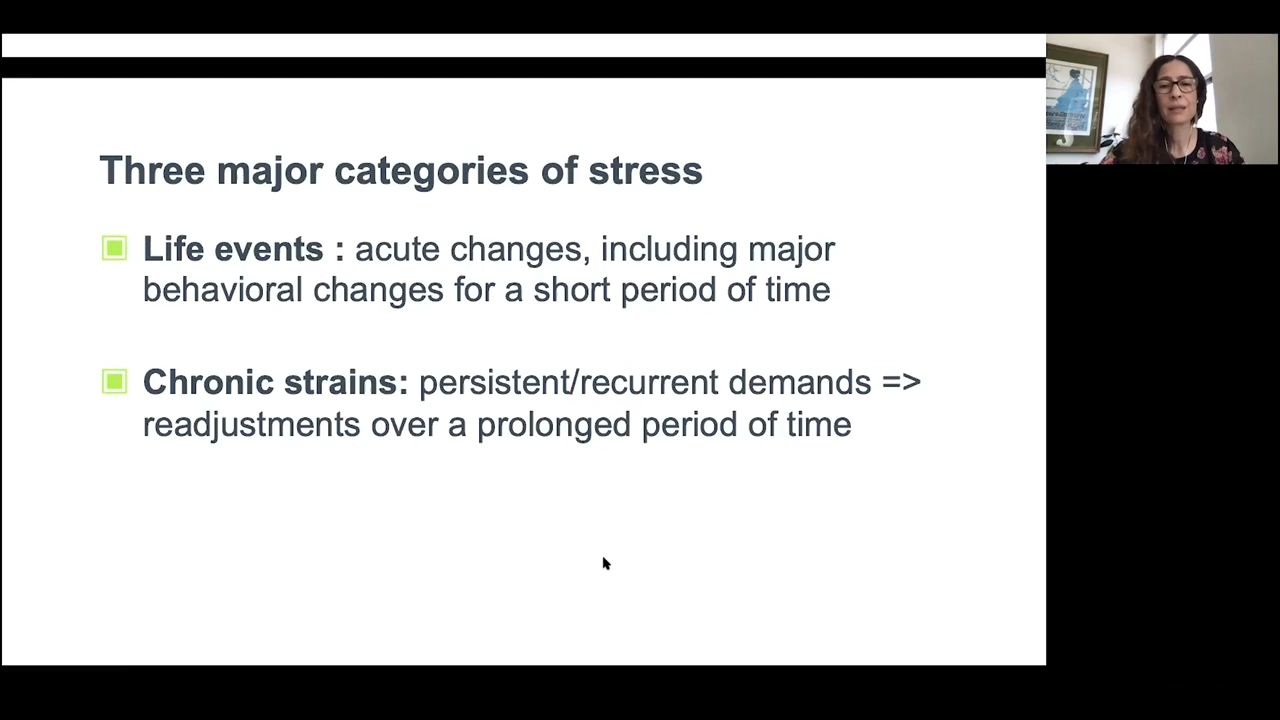 Three major categories of stress
Life events : acute changes, including major
behavioral changes for a short period of time
Chronic strains: persistent/recurrent demands =>
readjustments over a prolonged period of time